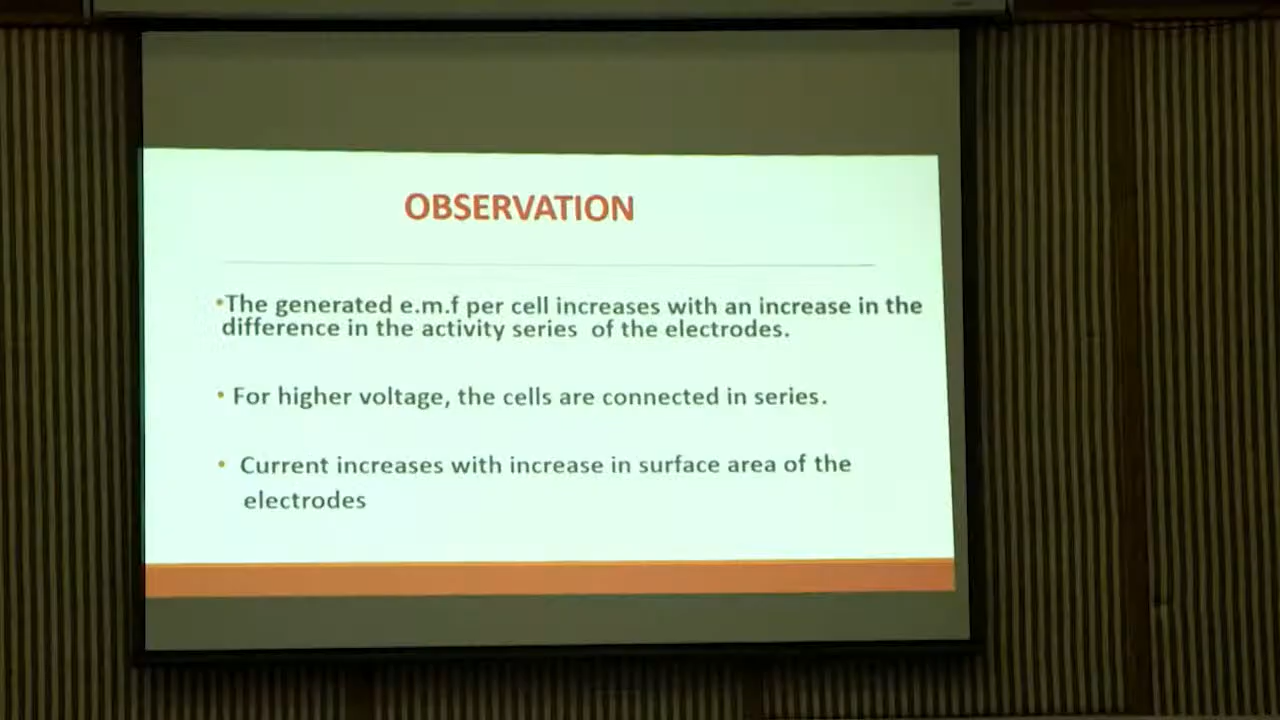 OBSERVATION
•The generated e.m.f per cell increases with an increase in the
difference in the activity series of the electrodes.
• For higher voltage, the cells are connected in series.
• Current increases with increase in surface area of the
electrodes